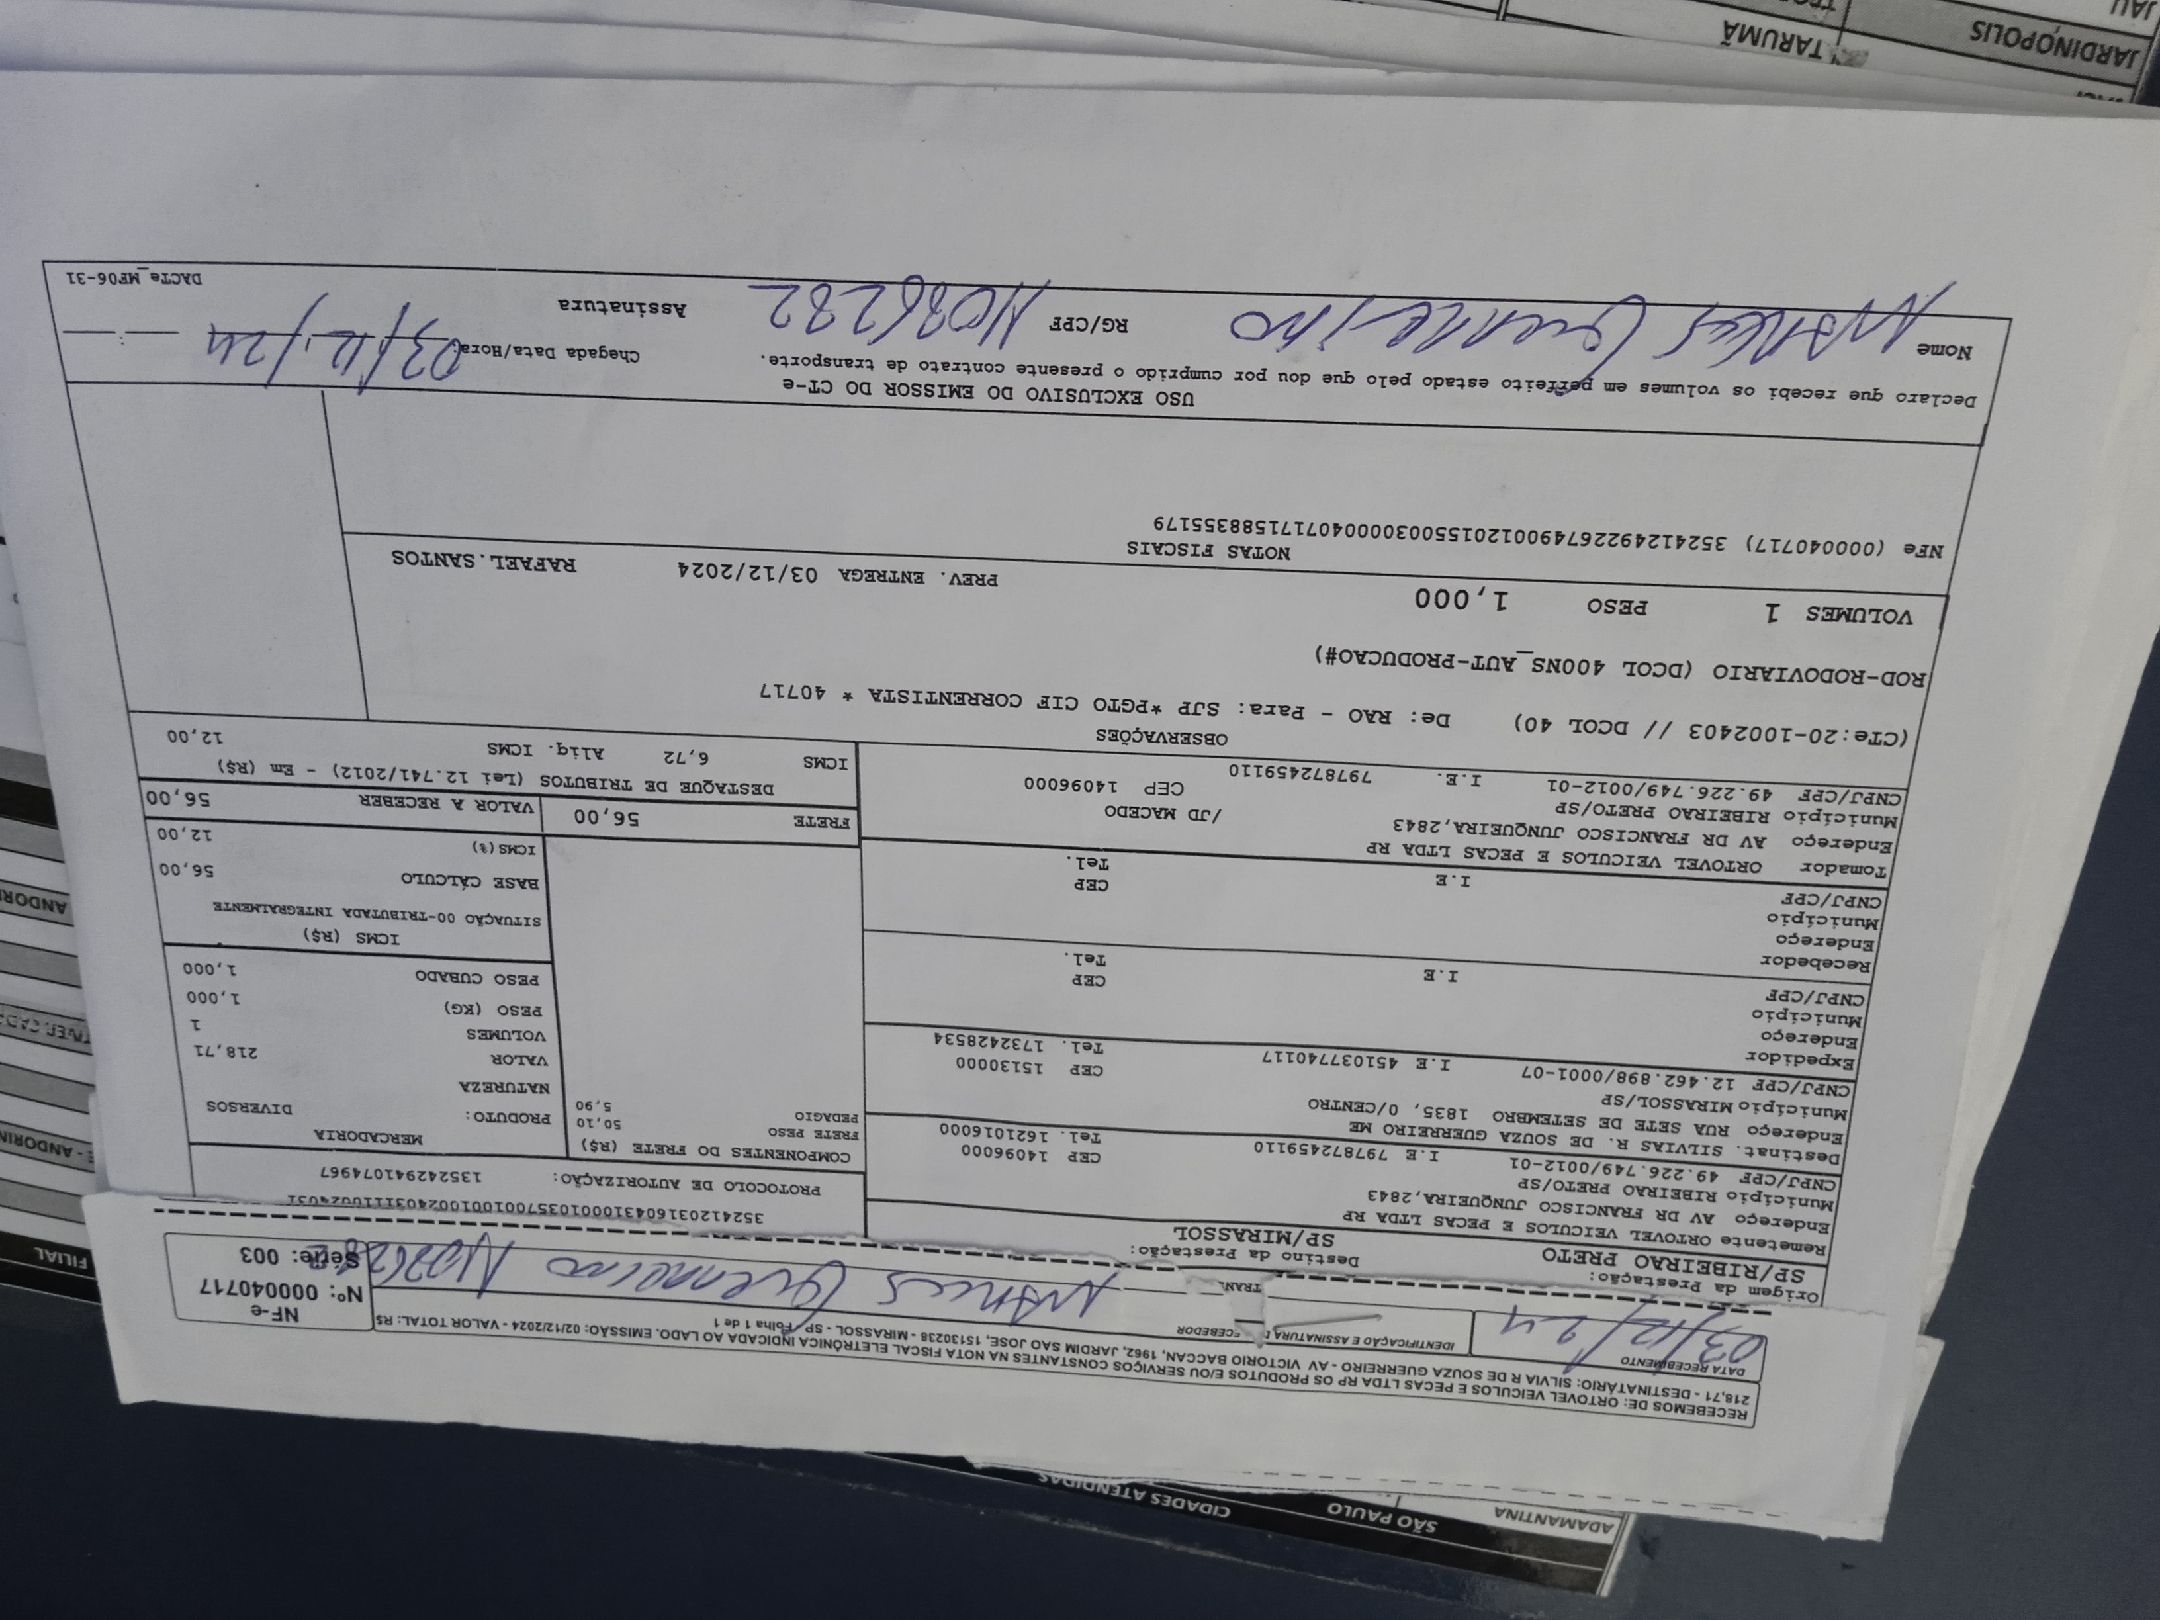 RECEBEMOS DE: ORTOVEL VEICULOS E PECAS LTDA RP OS PRODUTOS E/OU SERVIÇOS CONSTANTES NA NOTA FISCAL ELETRÔNICA INDICADA AO LADO. EMISSÃO: 02/12/2024 - VALOR TOTAL: R$
218,71 - DESTINATÁRIO: SILVIA R DE SOUZA GUERREIRO - AV VICTORIO BACCAN, 1962, JARDIM SAO JOSE, 15130238 - MIRASSOL - SP Folha 1 de 1
NF-e
Nº: 000040717
Série: 003
DATA RECEBIMENTO
03/12/24
IDENTIFICAÇÃO E ASSINATURA
Guerreiro
Origem da Prestação:
SP/RIBEIRAO PRETO
Destino da Prestação:
SP/MIRASSOL
Remetente ORTOVEL VEICULOS E PECAS LTDA RP
Endereço AV DR FRANCISCO JUNQUEIRA,2843
Município RIBEIRAO PRETO/SP CEP 14096000
CNPJ/CPF 49.226.749/0012-01 I.E 797872459110 Tel. 1621016000
Destinat. SILVIAS R. DE SOUZA GUERREIRO ME
Endereço RUA SETE DE SETEMBRO 1835, 0/CENTRO
Município MIRASSOL/SP CEP 15130000
CNPJ/CPF 12.462.898/0001-07 I.E 451037740117 Tel. 1732428534
Expedidor
Endereço
Município CEP
CNPJ/CPF I.E Tel.
Recebedor
Endereço
Município CEP
CNPJ/CPF I.E Tel.
Tomador ORTOVEL VEICULOS E PECAS LTDA RP
Endereço AV DR FRANCISCO JUNQUEIRA,2843 /JD MACEDO
Município RIBEIRAO PRETO/SP CEP 14096000
CNPJ/CPF 49.226.749/0012-01 I.E. 797872459110
PROTOCOLO DE AUTORIZAÇÃO: 135242941074967
COMPONENTES DO FRETE (R$)
FRETE PESO 50,10
PEDAGIO 5,90
MERCADORIA
PRODUTO: DIVERSOS
NATUREZA
VALOR 218,71
VOLUMES 1
PESO (KG) 1,000
PESO CUBADO 1,000
ICMS (R$)
SITUAÇÃO 00-TRIBUTADA INTEGRALMENTE
BASE CÁLCULO 56,00
ICMS(%) 12,00
FRETE 56,00 VALOR A RECEBER 56,00
DESTAQUE DE TRIBUTOS (Lei 12.741/2012) - Em (R$)
ICMS 6,72 Aliq. ICMS 12,00
OBSERVAÇÕES
(CTe:20-1002403 // DCOL 40) De: RAO - Para: SJP *PGTO CIF CORRENTISTA * 40717
ROD-RODOVIARIO (DCOL 400NS_AUT-PRODUCAO#)
VOLUMES 1 PESO 1,000 PREV. ENTREGA 03/12/2024 RAFAEL.SANTOS
NOTAS FISCAIS
NFe (000040717) 35241249226749001201550030000407171588355179
USO EXCLUSIVO DO EMISSOR DO CT-e
Declaro que recebi os volumes em perfeito estado pelo que dou por cumprido o presente contrato de transporte.
Chegada Data/Hora: 03/12/24
Nome Guerreiro RG/CPF Assinatura
DACTe_MF06-31
TARUMÃ
JARDINÓPOLIS
JAU
FILIAL
CIDADES ATENDIDAS
SÃO PAULO
ADAMANTINA